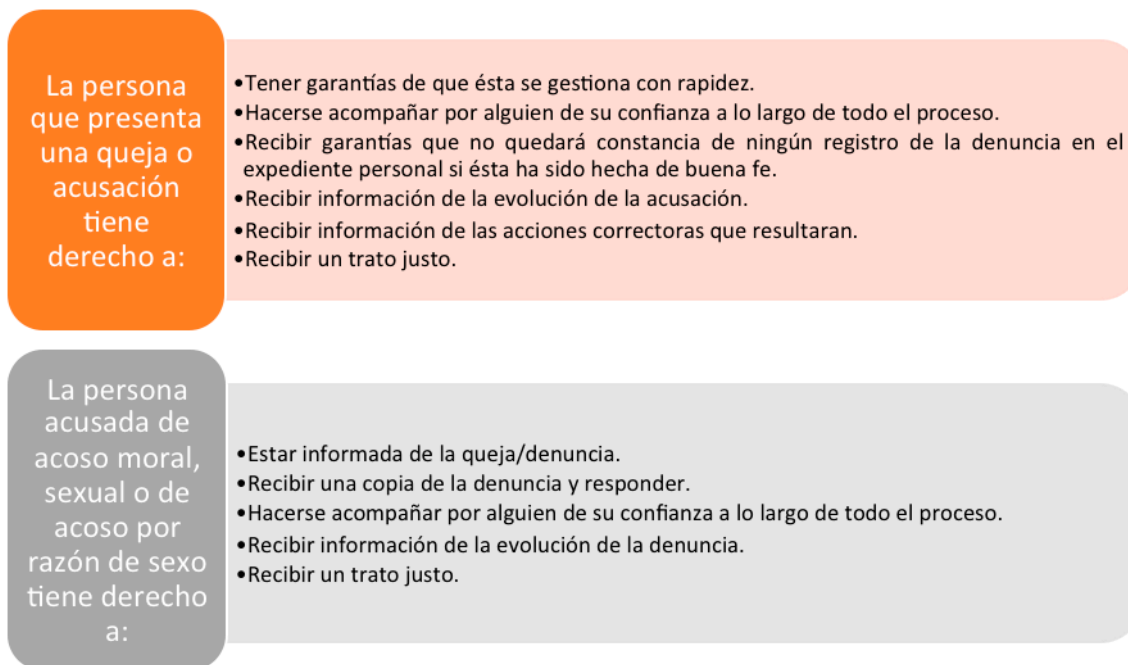 La persona
que presenta
una queja o
acusación
tiene
derecho a:
•Tener garantías de que ésta se gestiona con rapidez.
•Hacerse acompañar por alguien de su confianza a lo largo de todo el proceso.
•Recibir garantías que no quedará constancia de ningún registro de la denuncia en el
expediente personal si ésta ha sido hecha de buena fe.
•Recibir información de la evolución de la acusación.
•Recibir información de las acciones correctoras que resultaran.
•Recibir un trato justo.
La persona
acusada de
acoso moral,
sexual o de
acoso por
razón de sexo
tiene derecho
a:
•Estar informada de la queja/denuncia.
•Recibir una copia de la denuncia y responder.
•Hacerse acompañar por alguien de su confianza a lo largo de todo el proceso.
•Recibir información de la evolución de la denuncia.
•Recibir un trato justo.